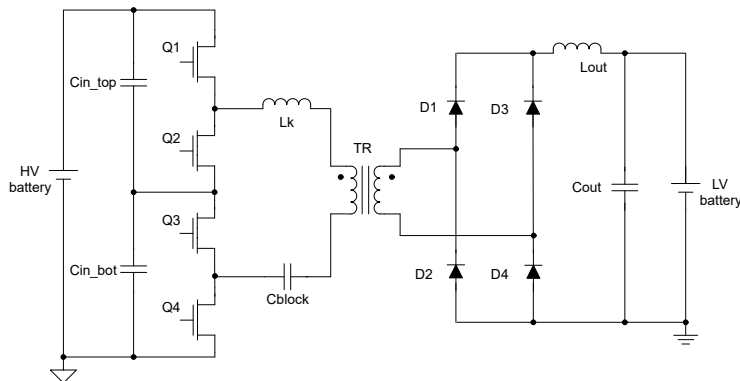 Q1
Cin_top
Lk
Q2
HV
battery
TR
Q3
Cin_bot
Cblock
Q4
Lout
D1
D3
Cout
LV
battery
D2
D4